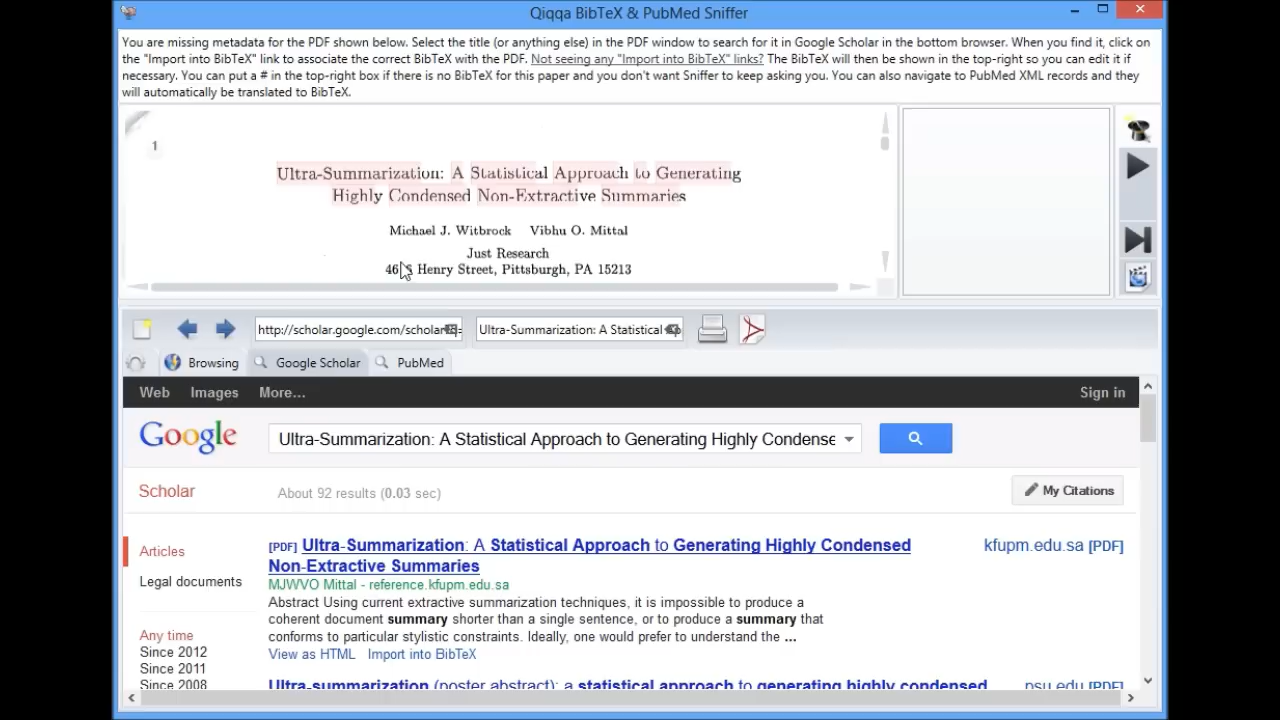 Qiqqa BibTeX & PubMed Sniffer
You are missing metadata for the PDF shown below. Select the title (or anything else) in the PDF window to search for it in Google Scholar in the bottom browser. When you find it, click on
the "Import into BibTeX" link to associate the correct BibTeX with the PDF. Not seeing any "Import into BibTeX" links? The BibTeX will then be shown in the top-right so you can edit it if
necessary. You can put a # in the top-right box if there is no BibTeX for this paper and you don't want Sniffer to keep asking you. You can also navigate to PubMed XML records and they
will automatically be translated to BibTeX.
1
Ultra-Summarization: A Statistical Approach to Generating
Highly Condensed Non-Extractive Summaries
Michael J. Witbrock Vibhu O. Mittal
Just Research
Henry Street, Pittsburgh, PA 15213
http://scholar.google.com/scholar Ultra-Summarization: A Statistical
Browsing Google Scholar PubMed
Web Images More... Sign in
Google Ultra-Summarization: A Statistical Approach to Generating Highly Condense
Scholar About 92 results (0.03 sec) My Citations
Articles
Legal documents
Any time
Since 2012
Since 2011
Since 2008
[PDF] Ultra-Summarization: A Statistical Approach to Generating Highly Condensed kfupm.edu.sa [PDF]
Non-Extractive Summaries
MJWVO Mittal - reference.kfupm.edu.sa
Abstract Using current extractive summarization techniques, it is impossible to produce a
coherent document summary shorter than a single sentence, or to produce a summary that
conforms to particular stylistic constraints. Ideally, one would prefer to understand the ...
View as HTML Import into BibTeX
Ultra-summarization (poster abstract): a statistical approach to generating highly condensed psu.edu [PDF]